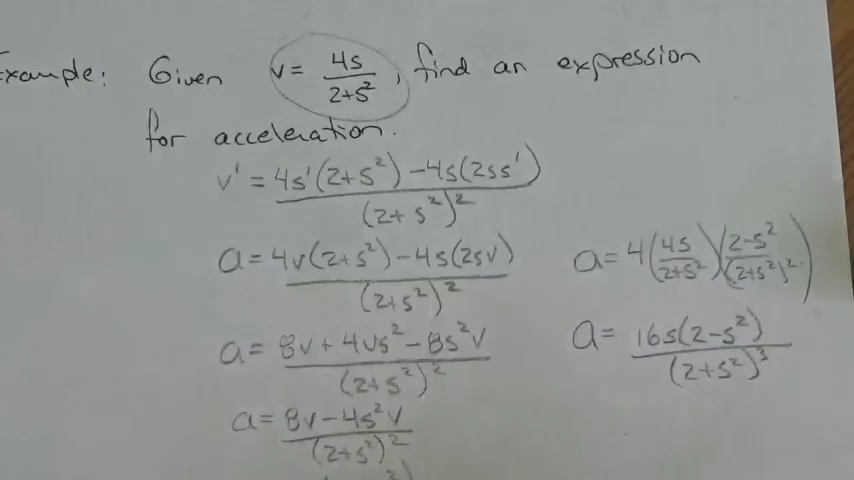 Example: Given v = 4s/(2+s²), find an expression
for acceleration.
v' = (4s'(2+s²) - 4s(2ss'))/(2+s²)²
a = (4v(2+s²) - 4s(2sv))/(2+s²)²
a = (8v + 4vs² - 8s²v)/(2+s²)²
a = (8v - 4s²v)/(2+s²)²
a = 4(4s/(2+s²))((2-s²)/(2+s²)²)
a = 16s(2-s²)/(2+s²)³